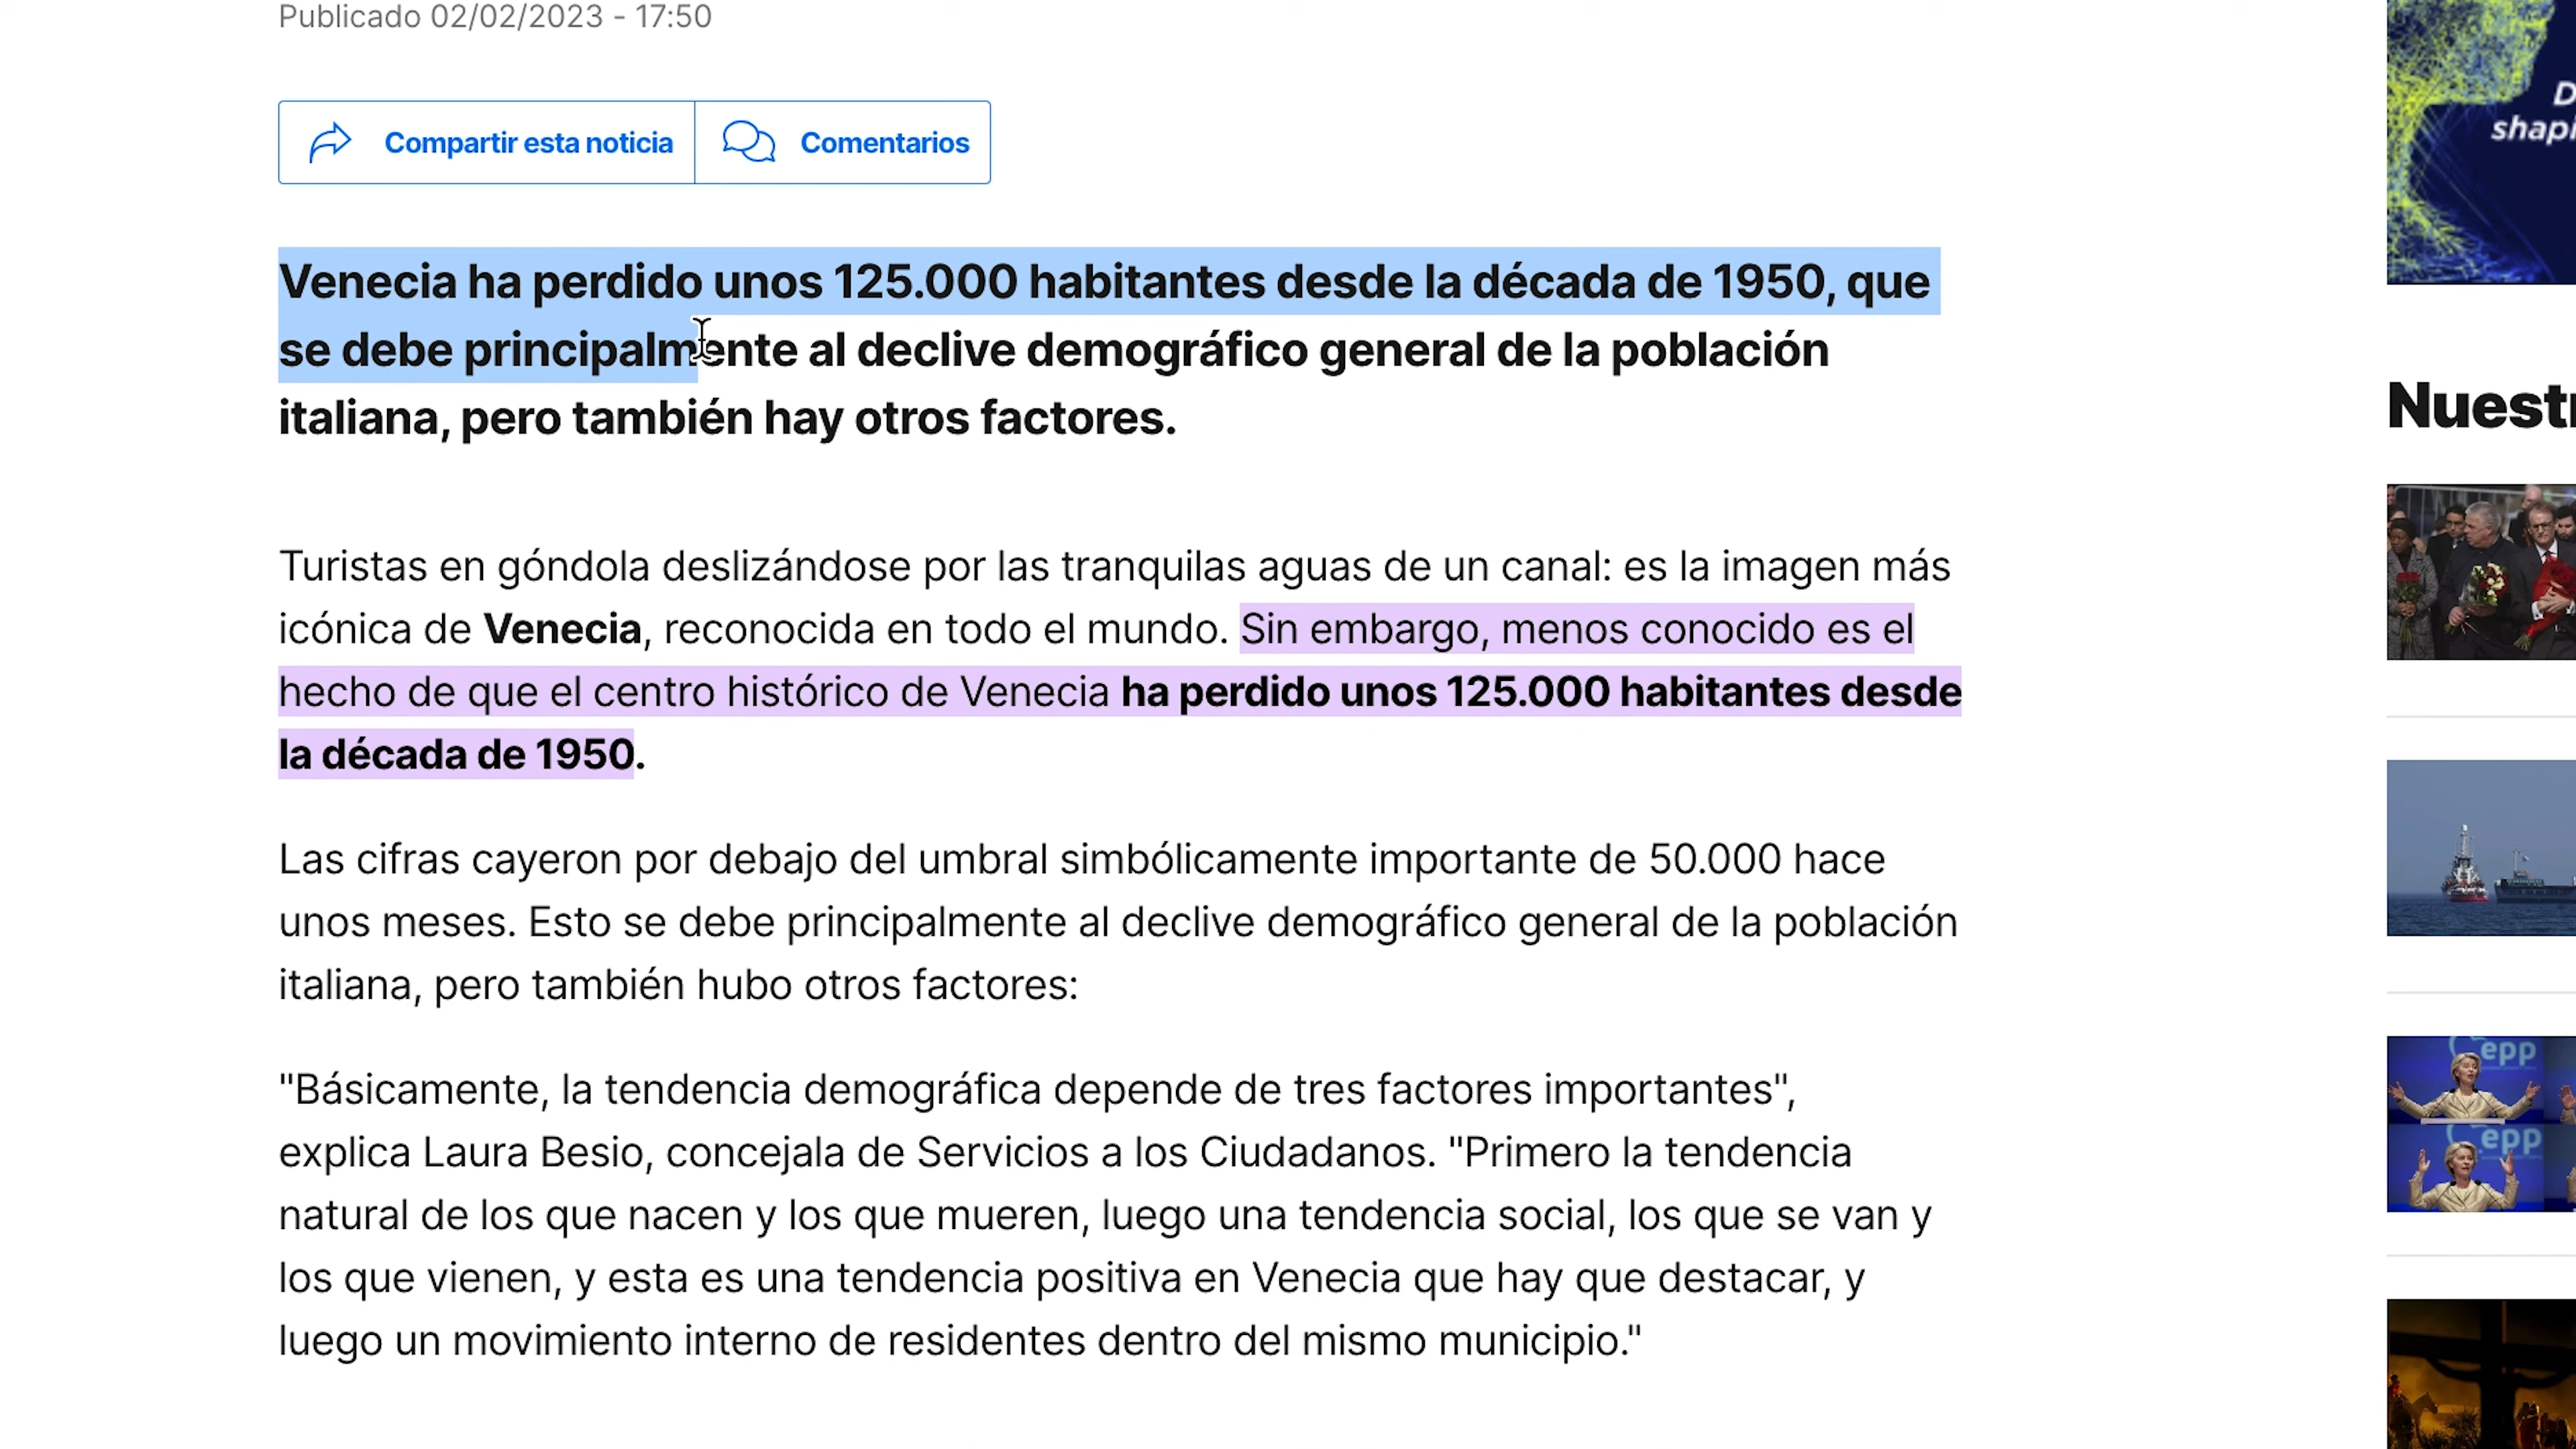 Publicado 02/02/2023 - 17:50
Compartir esta noticia
Comentarios
Venecia ha perdido unos 125.000 habitantes desde la década de 1950, que
se debe principalmente al declive demográfico general de la población
italiana, pero también hay otros factores.
Turistas en góndola deslizándose por las tranquilas aguas de un canal: es la imagen más
icónica de Venecia, reconocida en todo el mundo. Sin embargo, menos conocido es el
hecho de que el centro histórico de Venecia ha perdido unos 125.000 habitantes desde
la década de 1950.
Las cifras cayeron por debajo del umbral simbólicamente importante de 50.000 hace
unos meses. Esto se debe principalmente al declive demográfico general de la población
italiana, pero también hubo otros factores:
"Básicamente, la tendencia demográfica depende de tres factores importantes",
explica Laura Besio, concejala de Servicios a los Ciudadanos. "Primero la tendencia
natural de los que nacen y los que mueren, luego una tendencia social, los que se van y
los que vienen, y esta es una tendencia positiva en Venecia que hay que destacar, y
luego un movimiento interno de residentes dentro del mismo municipio."
D
shapi
Nuestr
epp
epp